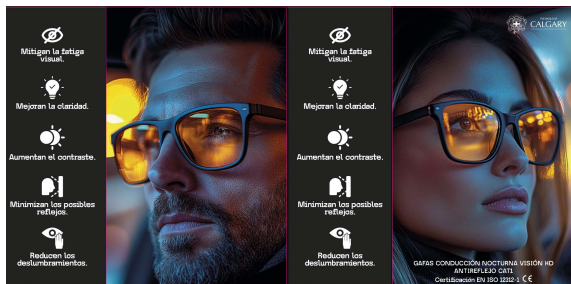 Mitigan la fatiga
visual.
Mejoran la claridad.
Aumentan el contraste.
Minimizan los posibles
reflejos.
Reducen los
deslumbramientos.
Mitigan la fatiga
visual.
Mejoran la claridad.
Aumentan el contraste.
Minimizan los posibles
reflejos.
Reducen los
deslumbramientos.
CALGARY
GAFAS CONDUCCIÓN NOCTURNA VISIÓN HD
ANTIREFLEJO CAT1
Certificación EN ISO 12312-1 CE